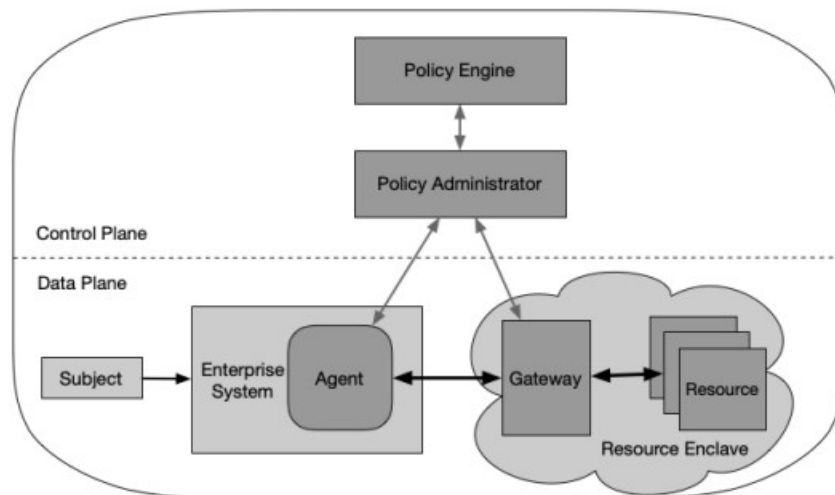 Policy Engine
Policy Administrator
Control Plane
Data Plane
Subject
Enterprise
System
Agent
Gateway
Resource
Resource Enclave